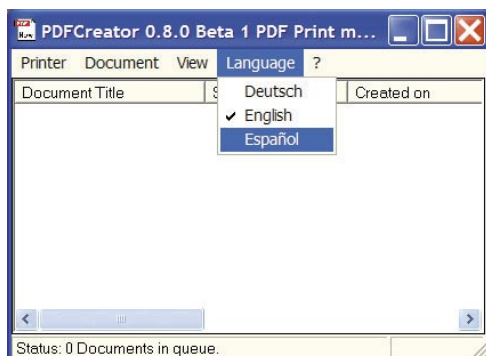 PDFCreator 0.8.0 Beta 1 PDF Print m...
Printer Document View Language ?
Document Title S Created on
Deutsch
English
Español
Status: 0 Documents in queue.